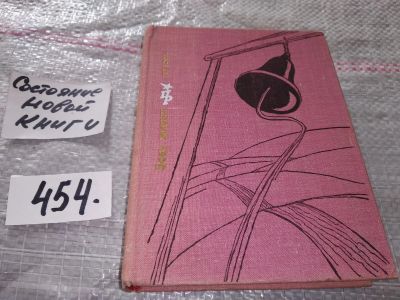 Состояние
новой
книги
454.